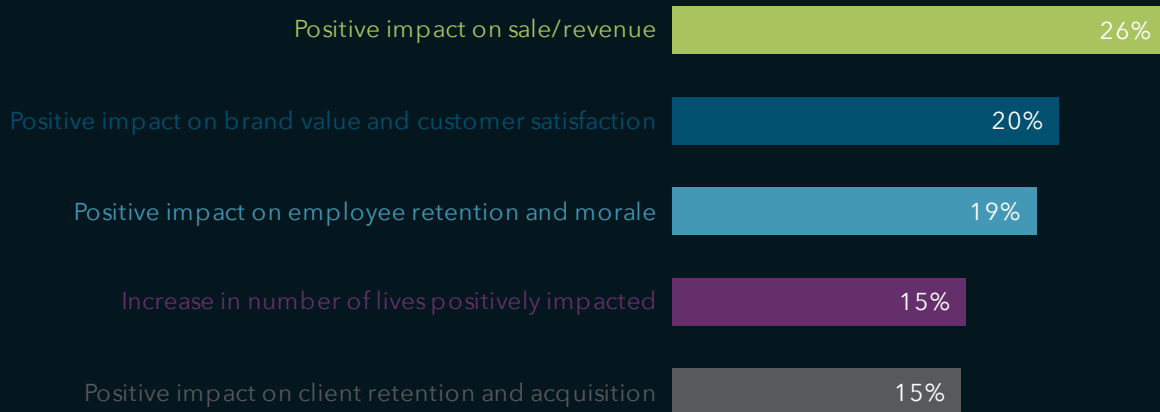 Positive impact on sale/revenue 26%
Positive impact on brand value and customer satisfaction 20%
Positive impact on employee retention and morale 19%
Increase in number of lives positively impacted 15%
Positive impact on client retention and acquisition 15%